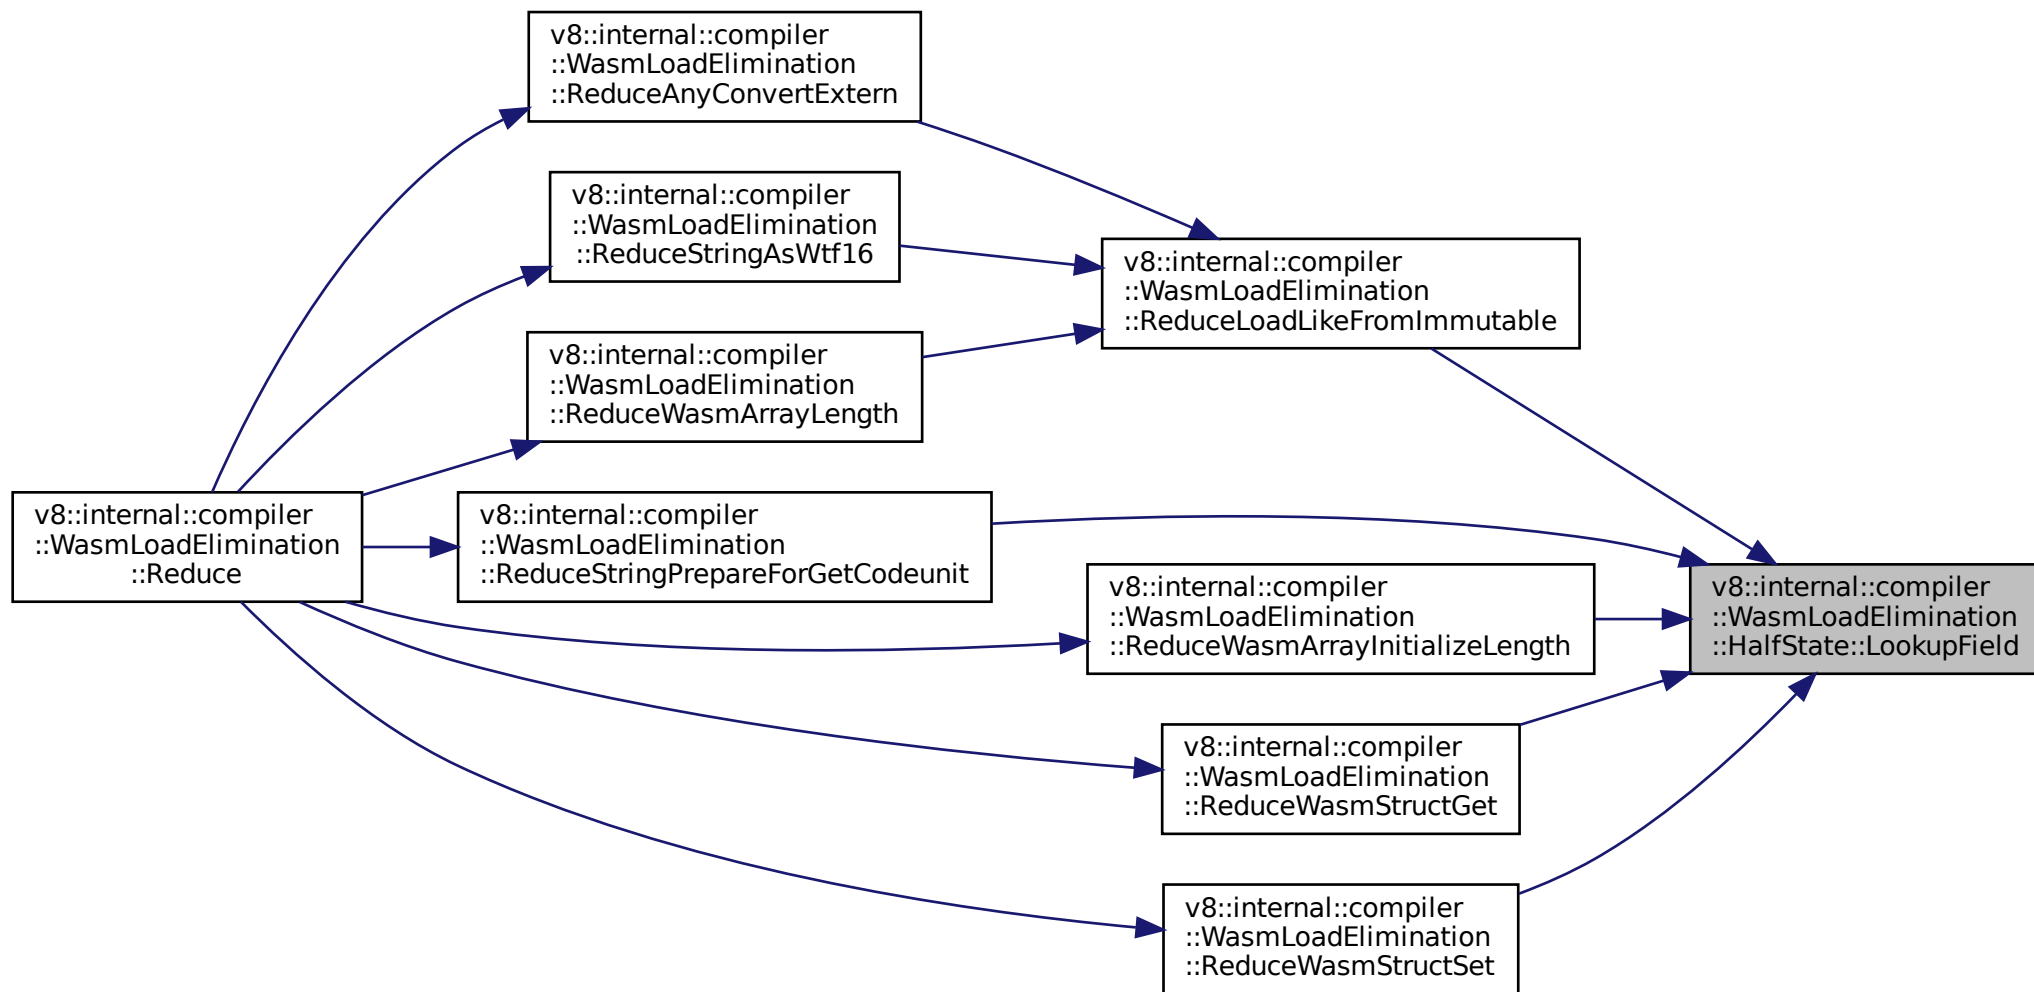 v8::internal::compiler
::WasmLoadElimination
::ReduceAnyConvertExtern
v8::internal::compiler
::WasmLoadElimination
::ReduceStringAsWtf16
v8::internal::compiler
::WasmLoadElimination
::ReduceLoadLikeFromImmutable
v8::internal::compiler
::WasmLoadElimination
::ReduceWasmArrayLength
v8::internal::compiler
::WasmLoadElimination
::Reduce
v8::internal::compiler
::WasmLoadElimination
::ReduceStringPrepareForGetCodeunit
v8::internal::compiler
::WasmLoadElimination
::ReduceWasmArrayInitializeLength
v8::internal::compiler
::WasmLoadElimination
::HalfState::LookupField
v8::internal::compiler
::WasmLoadElimination
::ReduceWasmStructGet
v8::internal::compiler
::WasmLoadElimination
::ReduceWasmStructSet